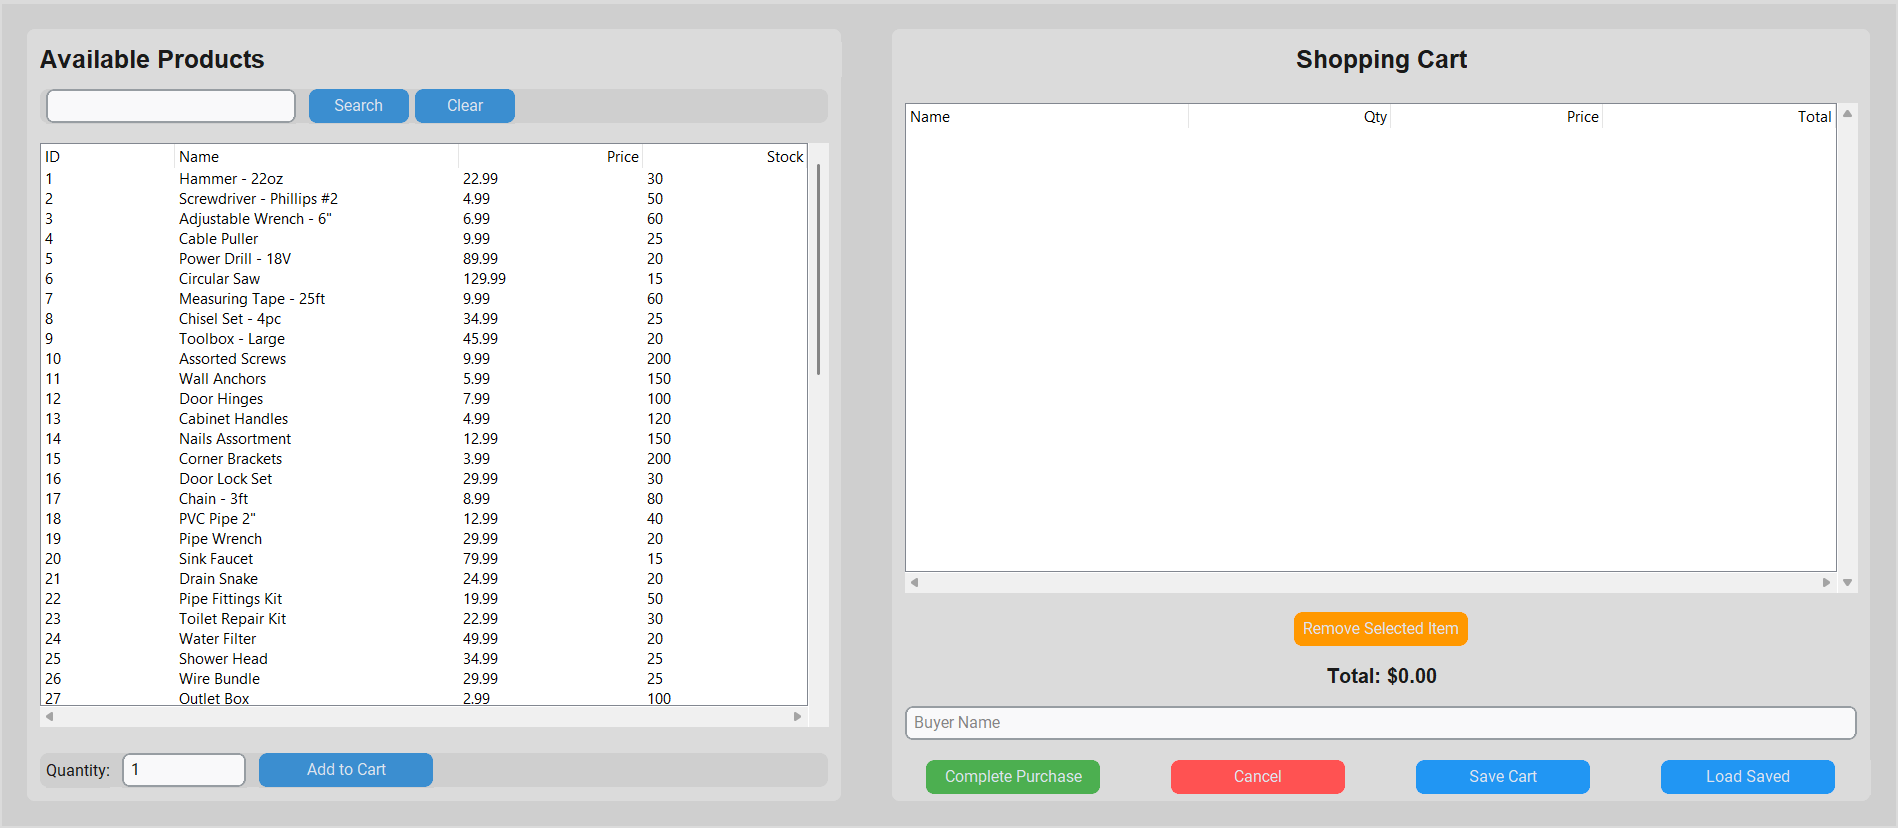 Available Products
Search Clear
ID Name Price Stock
1 Hammer - 22oz 22.99 30
2 Screwdriver - Phillips #2 4.99 50
3 Adjustable Wrench - 6" 6.99 60
4 Cable Puller 9.99 25
5 Power Drill - 18V 89.99 20
6 Circular Saw 129.99 15
7 Measuring Tape - 25ft 9.99 60
8 Chisel Set - 4pc 34.99 25
9 Toolbox - Large 45.99 20
10 Assorted Screws 9.99 200
11 Wall Anchors 5.99 150
12 Door Hinges 7.99 100
13 Cabinet Handles 4.99 120
14 Nails Assortment 12.99 150
15 Corner Brackets 3.99 200
16 Door Lock Set 29.99 30
17 Chain - 3ft 8.99 80
18 PVC Pipe 2" 12.99 40
19 Pipe Wrench 29.99 20
20 Sink Faucet 79.99 15
21 Drain Snake 24.99 20
22 Pipe Fittings Kit 19.99 50
23 Toilet Repair Kit 22.99 30
24 Water Filter 49.99 20
25 Shower Head 34.99 25
26 Wire Bundle 29.99 25
27 Outlet Box 2.99 100
Quantity: 1 Add to Cart
Shopping Cart
Name Qty Price Total
Remove Selected Item
Total: $0.00
Buyer Name
Complete Purchase Cancel Save Cart Load Saved